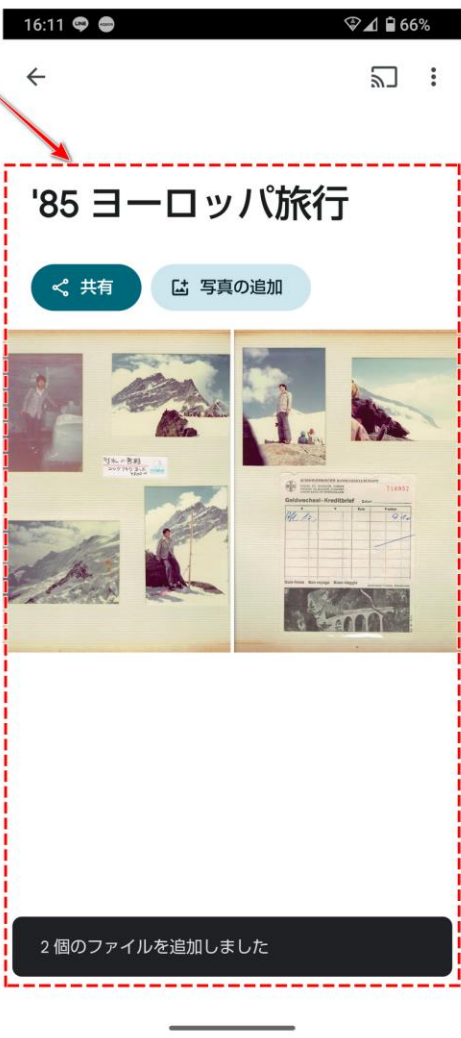 16:11
66%
'85 ヨーロッパ旅行
共有
写真の追加
710957
Geldwechsel-Kreditbrief
2 個のファイルを追加しました